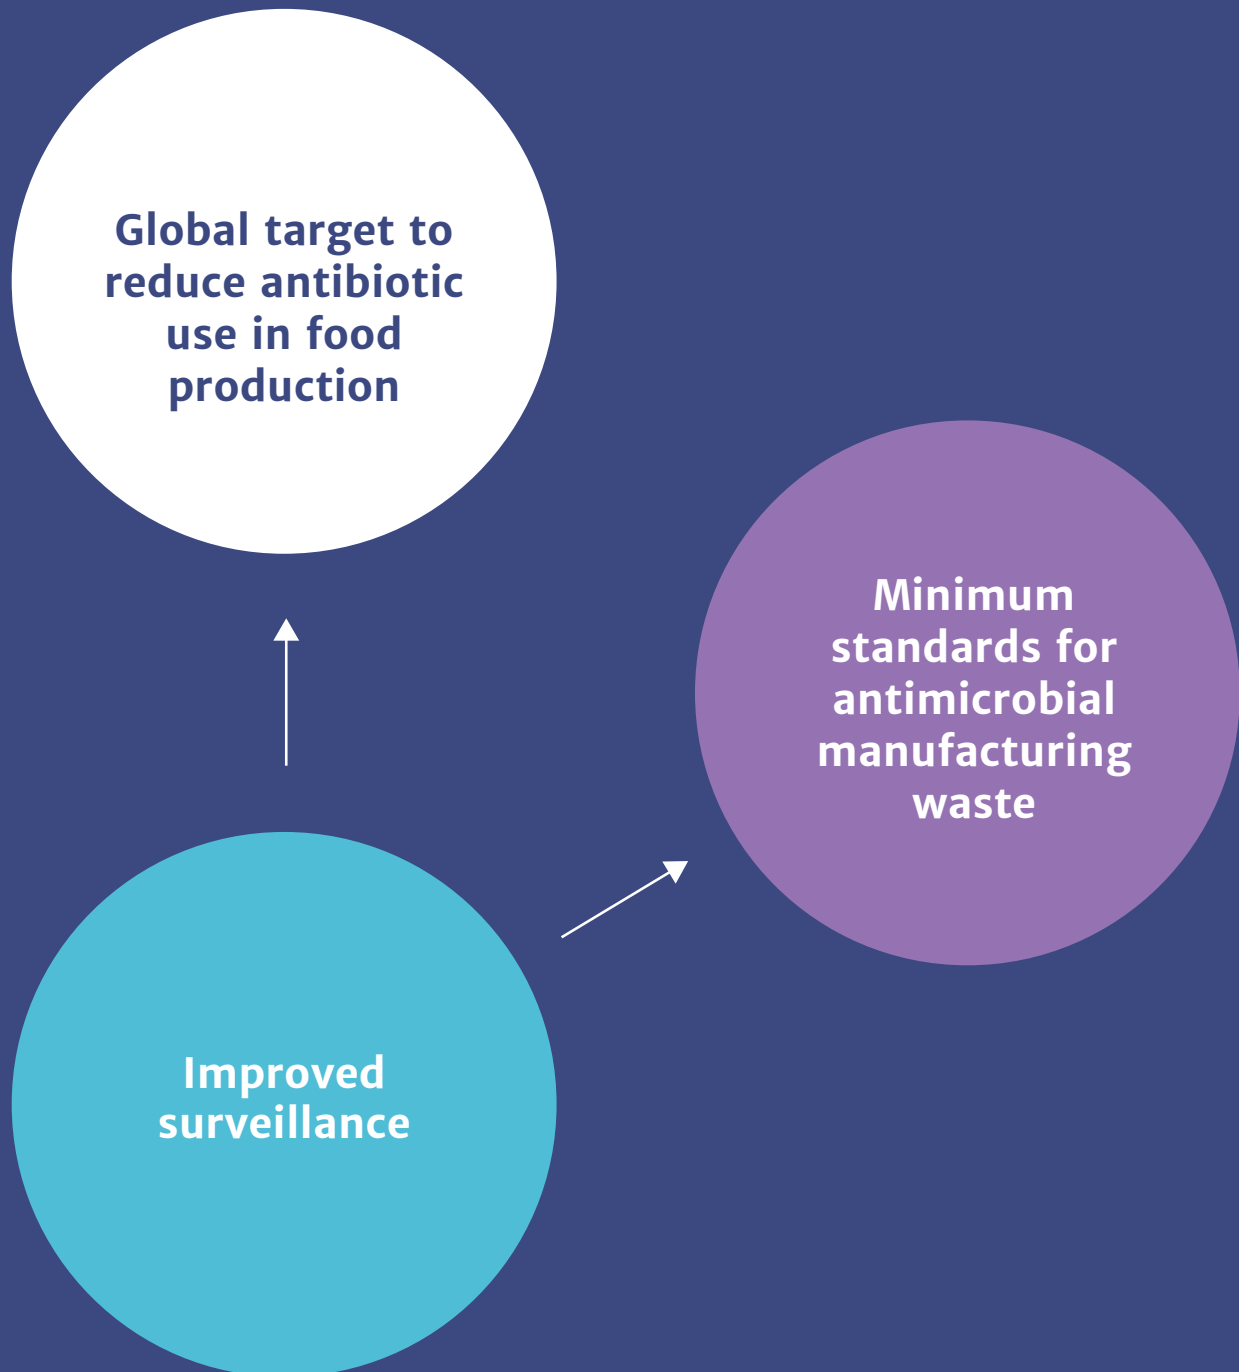 Global target to
reduce antibiotic
use in food
production
Minimum
standards for
antimicrobial
manufacturing
waste
Improved
surveillance